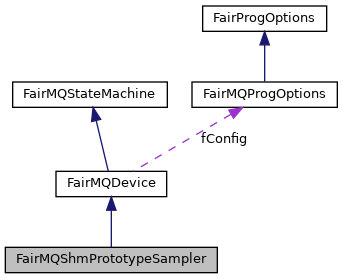 FairProgOptions
FairMQStateMachine
FairMQProgOptions
fConfig
FairMQDevice
FairMQShmPrototypeSampler